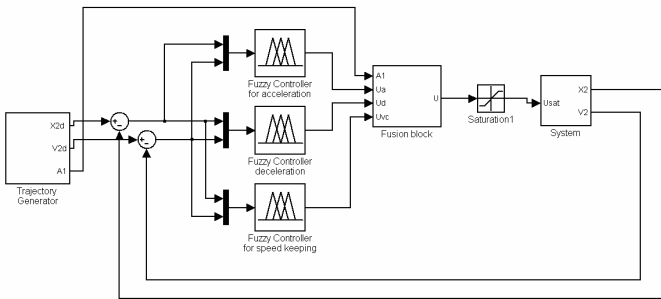 X2d
V2d
A1
Trajectory
Generator
Fuzzy Controller
for acceleration
Fuzzy Controller
deceleration
Fuzzy Controller
for speed keeping
A1
Ua
Ud
Uvc
U
Fusion block
Saturation1
Usat
X2
V2
System